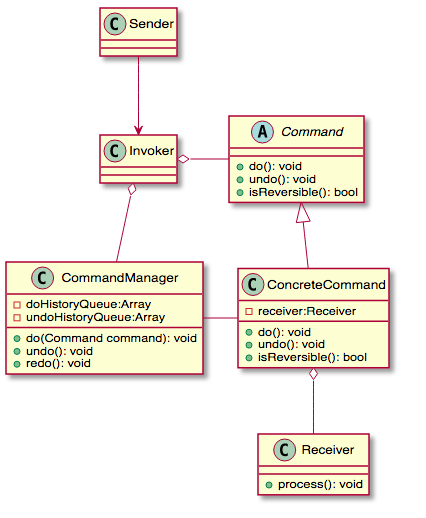 C Sender
C Invoker
A Command
do(): void
undo(): void
isReversible(): bool
C CommandManager
doHistoryQueue:Array
undoHistoryQueue:Array
do(Command command): void
undo(): void
redo(): void
C ConcreteCommand
receiver:Receiver
do(): void
undo(): void
isReversible(): bool
C Receiver
process(): void